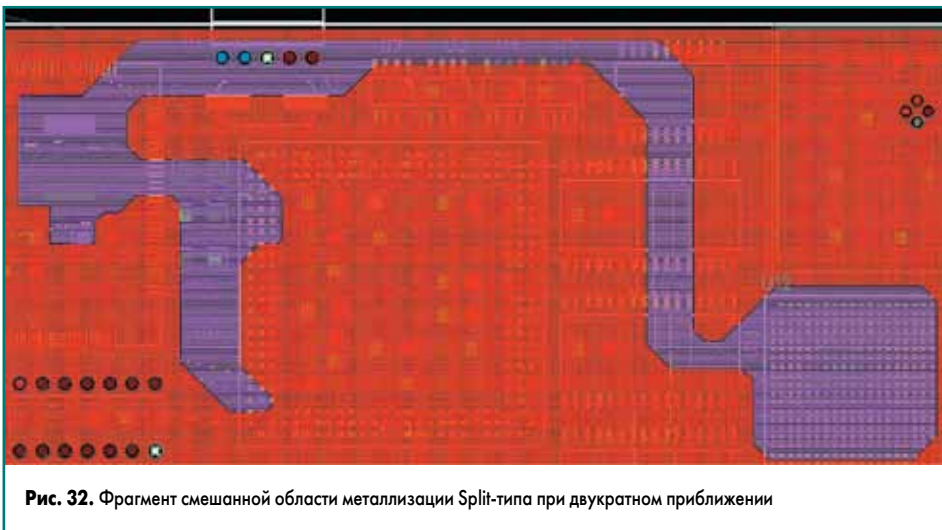 Рис. 32. Фрагмент смешанной области металлизации Split-типа при двукратном приближении